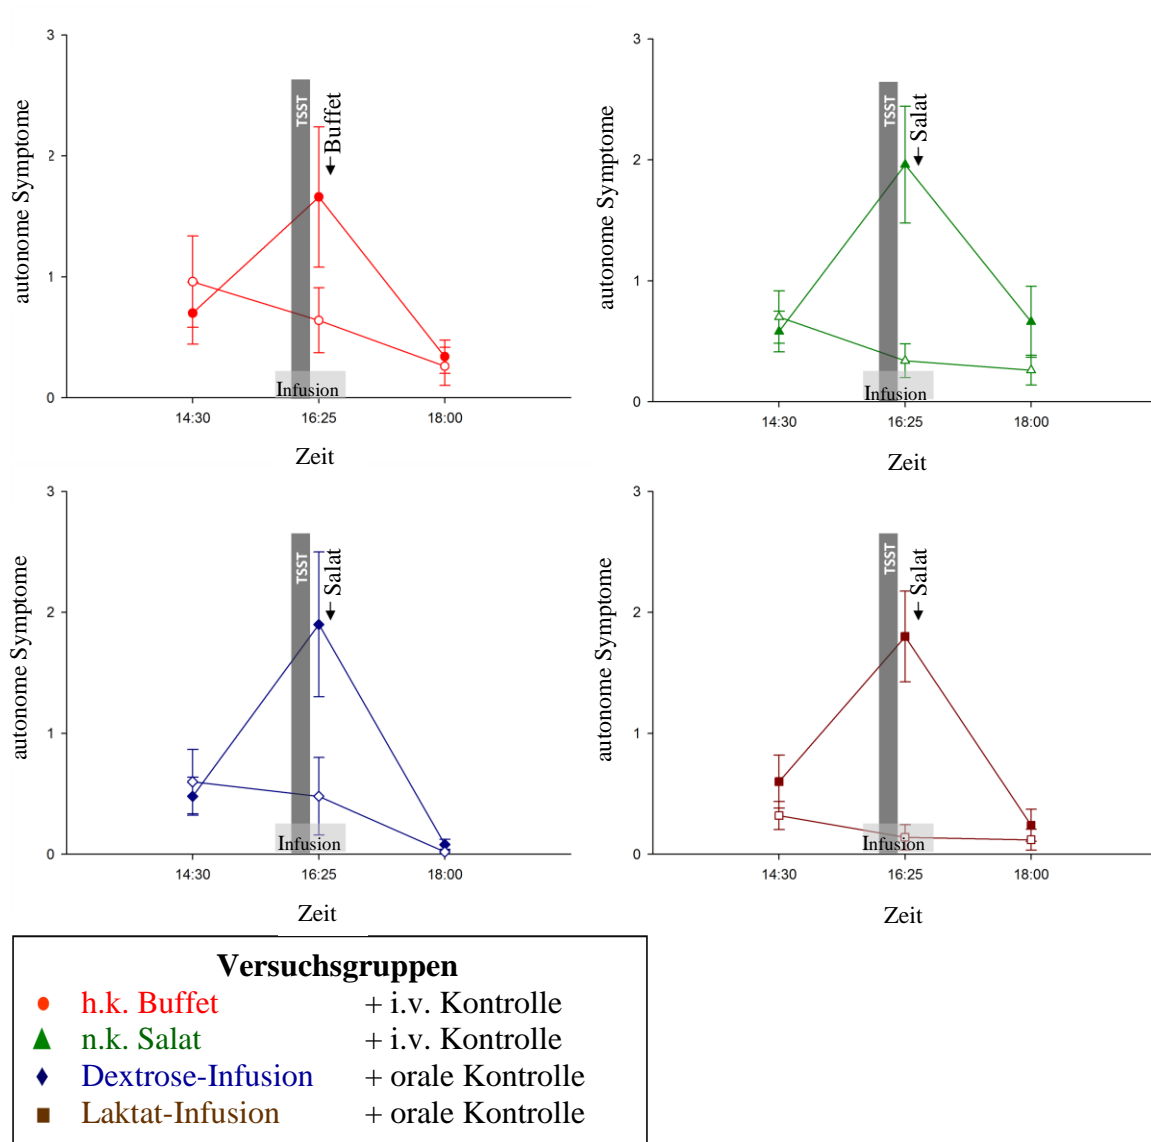 3
2
1
0
autonome Symptome
TSST
Buffet
Infusion
14:30 16:25 18:00
Zeit
3
2
1
0
autonome Symptome
TSST
Salat
Infusion
14:30 16:25 18:00
Zeit
3
2
1
0
autonome Symptome
TSST
Salat
Infusion
14:30 16:25 18:00
Zeit
3
2
1
0
autonome Symptome
TSST
Salat
Infusion
14:30 16:25 18:00
Zeit
Versuchsgruppen
h.k. Buffet + i.v. Kontrolle
n.k. Salat + i.v. Kontrolle
Dextrose-Infusion + orale Kontrolle
Laktat-Infusion + orale Kontrolle